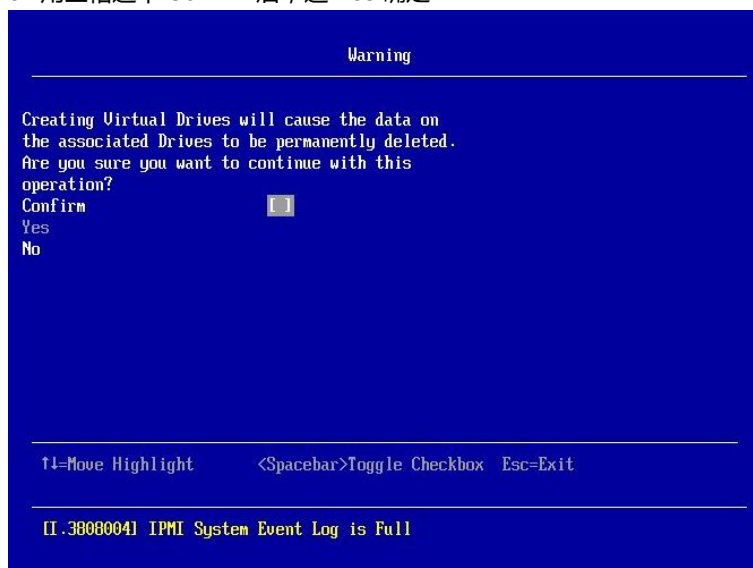 Warning
Creating Virtual Drives will cause the data on
the associated Drives to be permanently deleted.
Are you sure you want to continue with this
operation?
Confirm [ ]
Yes
No
↑↓=Move Highlight <Spacebar>Toggle Checkbox Esc=Exit
[I.3808004] IPMI System Event Log is Full